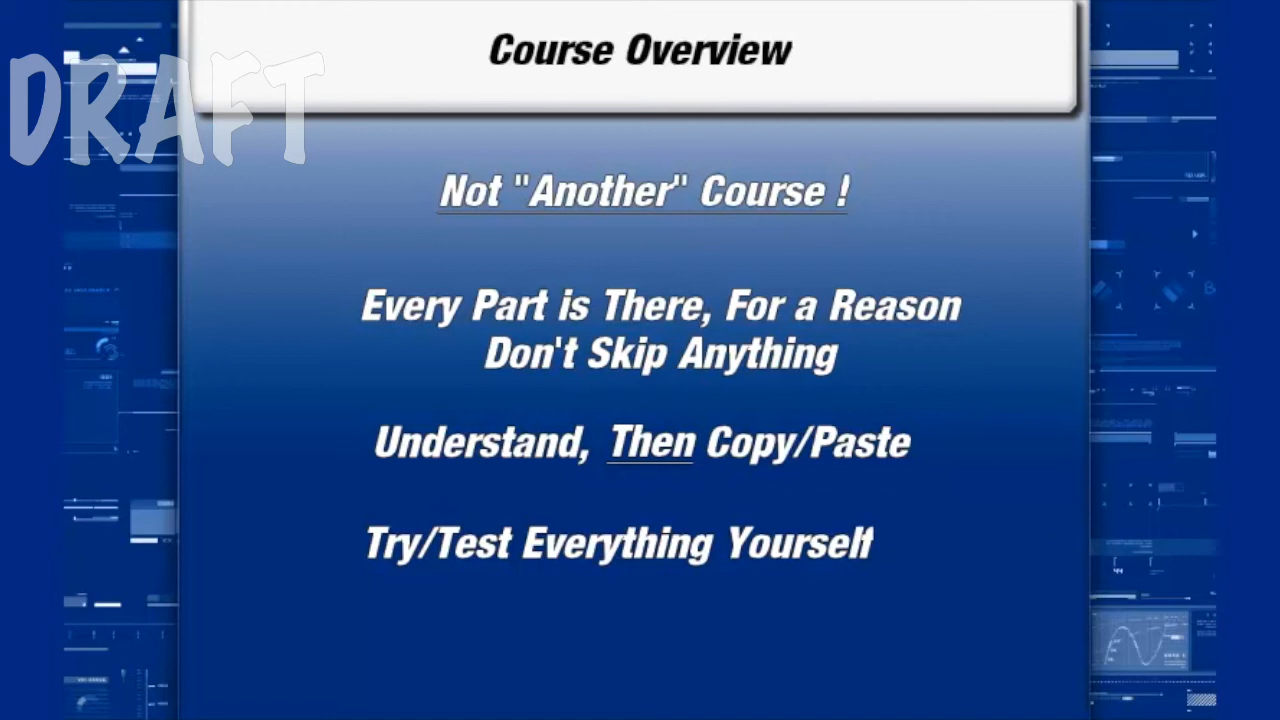 Course Overview
DRAFT
Not "Another" Course !
Every Part is There, For a Reason
Don't Skip Anything
Understand, Then Copy/Paste
Try/Test Everything Yourself